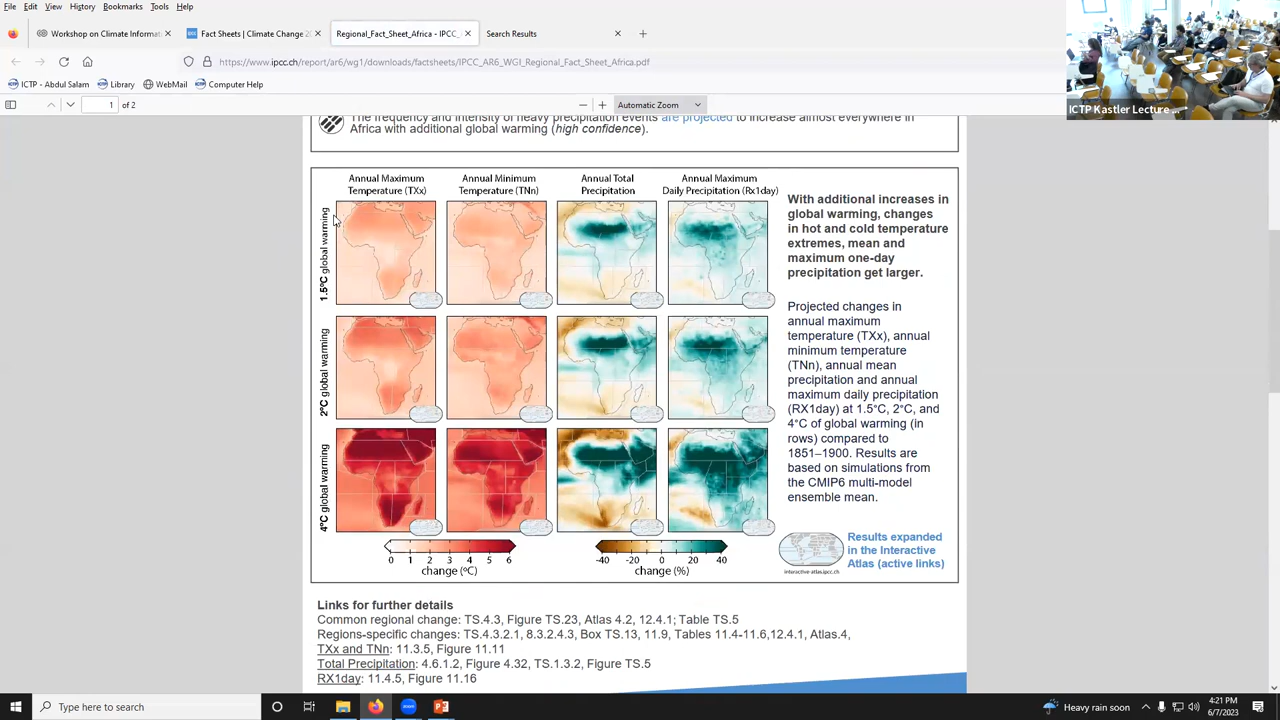 File Edit View History Bookmarks Tools Help
Workshop on Climate Informat
Fact Sheets | Climate Change 20
Regional_Fact_Sheet_Africa - IPCC_
Search Results
https://www.ipcc.ch/report/ar6/wg1/downloads/factsheets/IPCC_AR6_WGI_Regional_Fact_Sheet_Africa.pdf
ICTP - Abdul Salam Library WebMail Computer Help
1 of 2
Automatic Zoom
ICTP Kastler Lecture ...
The frequency and intensity of heavy precipitation events are projected to increase almost everywhere in
Africa with additional global warming (high confidence).
Annual Maximum
Temperature (TXx)
Annual Minimum
Temperature (TNn)
Annual Total
Precipitation
Annual Maximum
Daily Precipitation (Rx1day)
1.5°C global warming
2°C global warming
4°C global warming
0 1 2 3 4 5 6
change (°C)
-40 -20 0 20 40
change (%)
With additional increases in
global warming, changes
in hot and cold temperature
extremes, mean and
maximum one-day
precipitation get larger.
Projected changes in
annual maximum
temperature (TXx), annual
minimum temperature
(TNn), annual mean
precipitation and annual
maximum daily precipitation
(RX1day) at 1.5°C, 2°C, and
4°C of global warming (in
rows) compared to
1851–1900. Results are
based on simulations from
the CMIP6 multi-model
ensemble mean.
interactive-atlas.ipcc.ch
Results expanded
in the Interactive
Atlas (active links)
Links for further details
Common regional change: TS.4.3, Figure TS.23, Atlas 4.2, 12.4.1; Table TS.5
Regions-specific changes: TS.4.3.2.1, 8.3.2.4.3, Box TS.13, 11.9, Tables 11.4-11.6,12.4.1, Atlas.4,
TXx and TNn: 11.3.5, Figure 11.11
Total Precipitation: 4.6.1.2, Figure 4.32, TS.1.3.2, Figure TS.5
RX1day: 11.4.5, Figure 11.16
Type here to search
Heavy rain soon
4:21 PM
6/7/2023